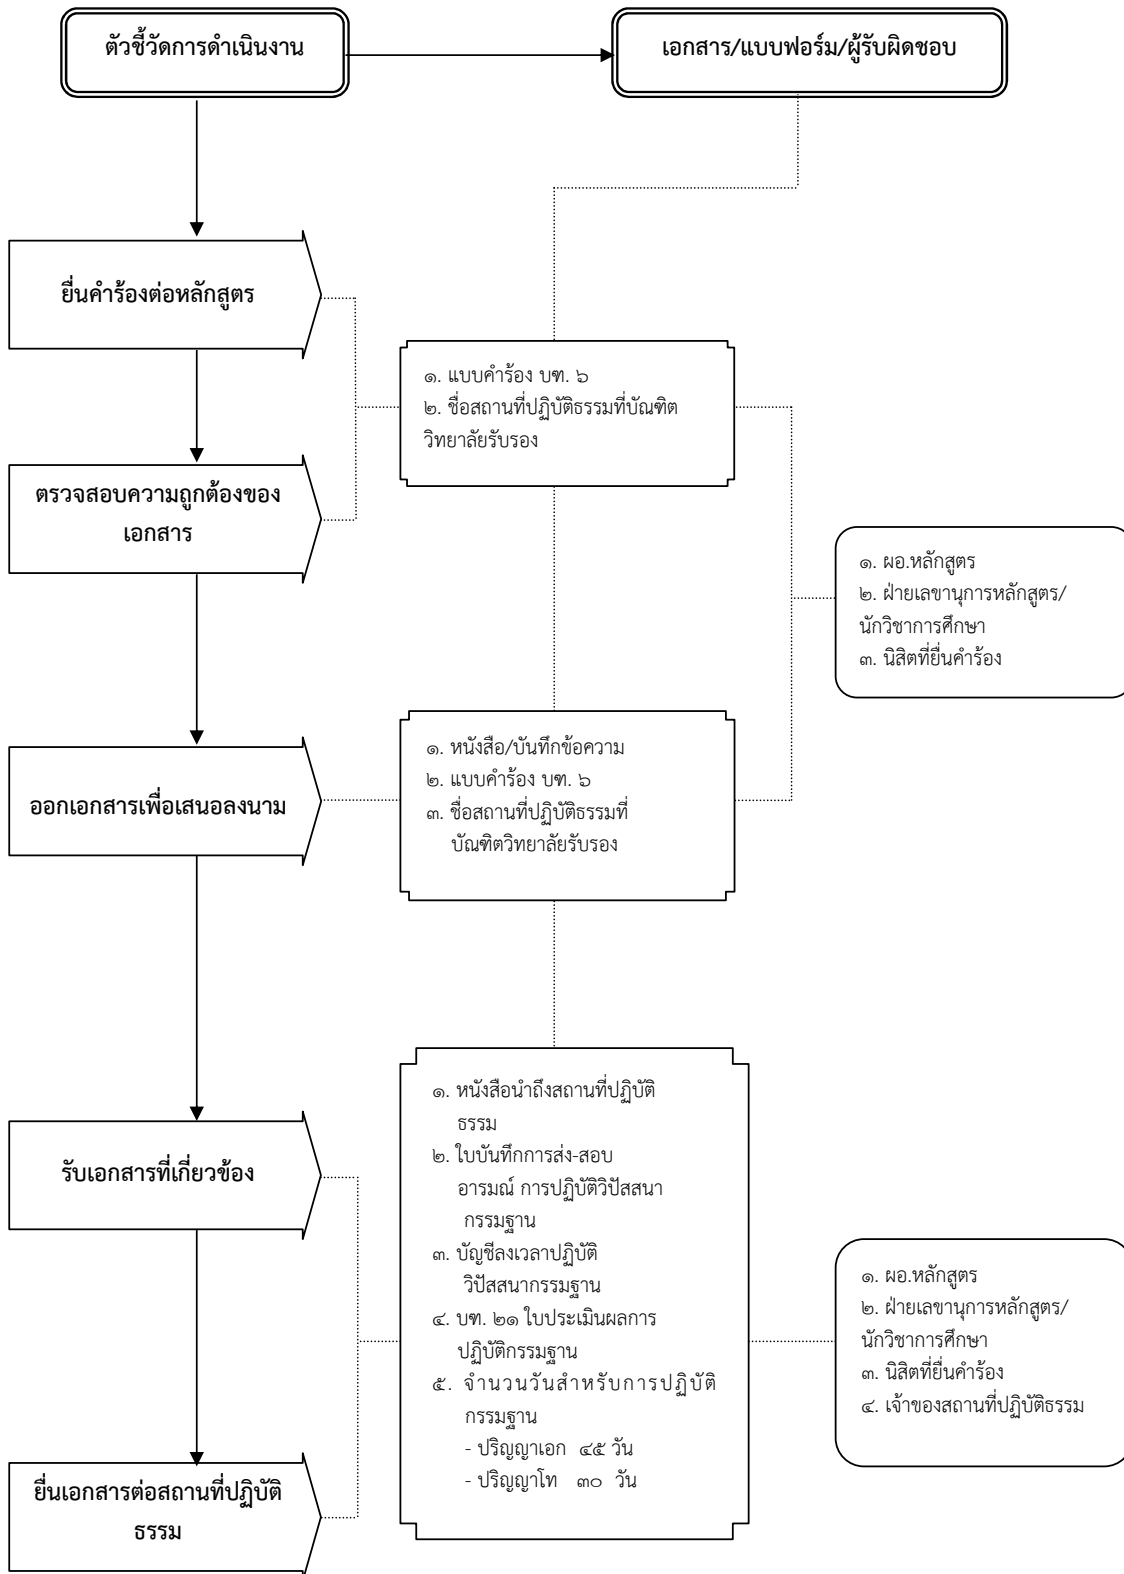 ตัวชี้วัดการดำเนินงาน
เอกสาร/แบบฟอร์ม/ผู้รับผิดชอบ
ยื่นคำร้องต่อหลักสูตร
๑. แบบคำร้อง บฑ. ๖
๒. ชื่อสถานที่ปฏิบัติธรรมที่บัณฑิต
วิทยาลัยรับรอง
ตรวจสอบความถูกต้องของ
เอกสาร
๑. ผอ.หลักสูตร
๒. ฝ่ายเลขานุการหลักสูตร/
นักวิชาการศึกษา
๓. นิสิตที่ยื่นคำร้อง
ออกเอกสารเพื่อเสนอลงนาม
๑. หนังสือ/บันทึกข้อความ
๒. แบบคำร้อง บฑ. ๖
๓. ชื่อสถานที่ปฏิบัติธรรมที่
บัณฑิตวิทยาลัยรับรอง
รับเอกสารที่เกี่ยวข้อง
๑. หนังสือนำถึงสถานที่ปฏิบัติ
ธรรม
๒. ใบบันทึกการส่ง-สอบ
อารมณ์ การปฏิบัติวิปัสสนา
กรรมฐาน
๓. บัญชีลงเวลาปฏิบัติ
วิปัสสนากรรมฐาน
๔. บฑ. ๒๑ ใบประเมินผลการ
ปฏิบัติกรรมฐาน
๕. จำนวนวันสำหรับการปฏิบัติ
กรรมฐาน
- ปริญญาเอก ๔๕ วัน
- ปริญญาโท ๓๐ วัน
๑. ผอ.หลักสูตร
๒. ฝ่ายเลขานุการหลักสูตร/
นักวิชาการศึกษา
๓. นิสิตที่ยื่นคำร้อง
๔. เจ้าของสถานที่ปฏิบัติธรรม
ยื่นเอกสารต่อสถานที่ปฏิบัติ
ธรรม